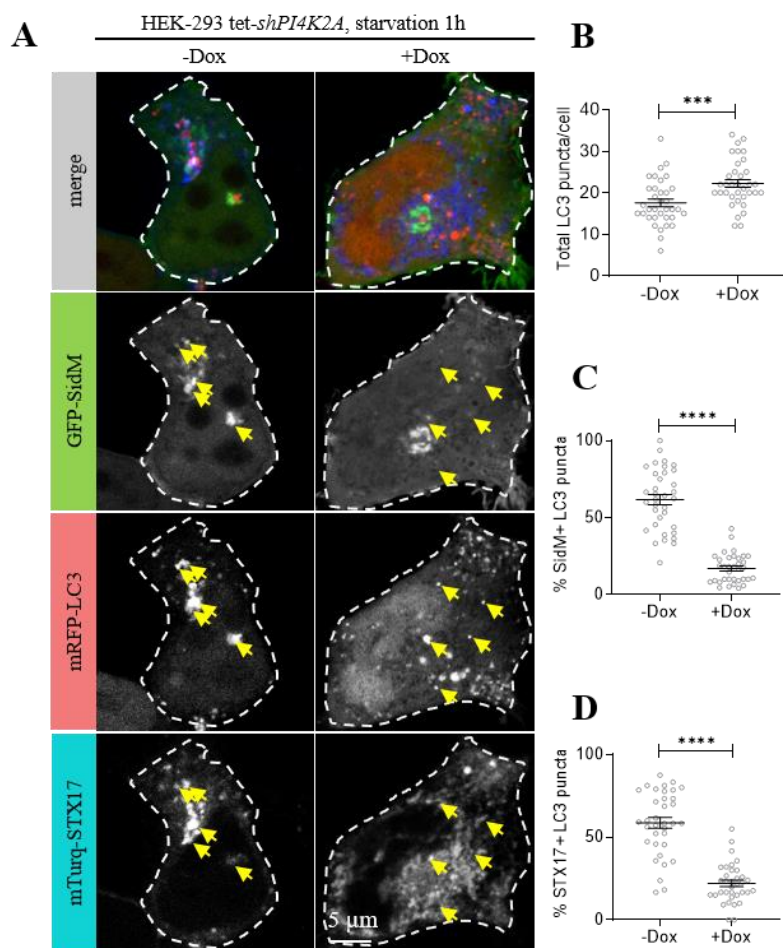 A
HEK-293 tet-shPI4K2A, starvation 1h
-Dox
+Dox
merge
GFP-SidM
mRFP-LC3
mTurq-STX17
5 µm
B
***
Total LC3 puncta/cell
40
30
20
10
0
-Dox
+Dox
C
****
% SidM+ LC3 puncta
100
50
0
-Dox
+Dox
D
****
% STX17+ LC3 puncta
100
50
0
-Dox
+Dox